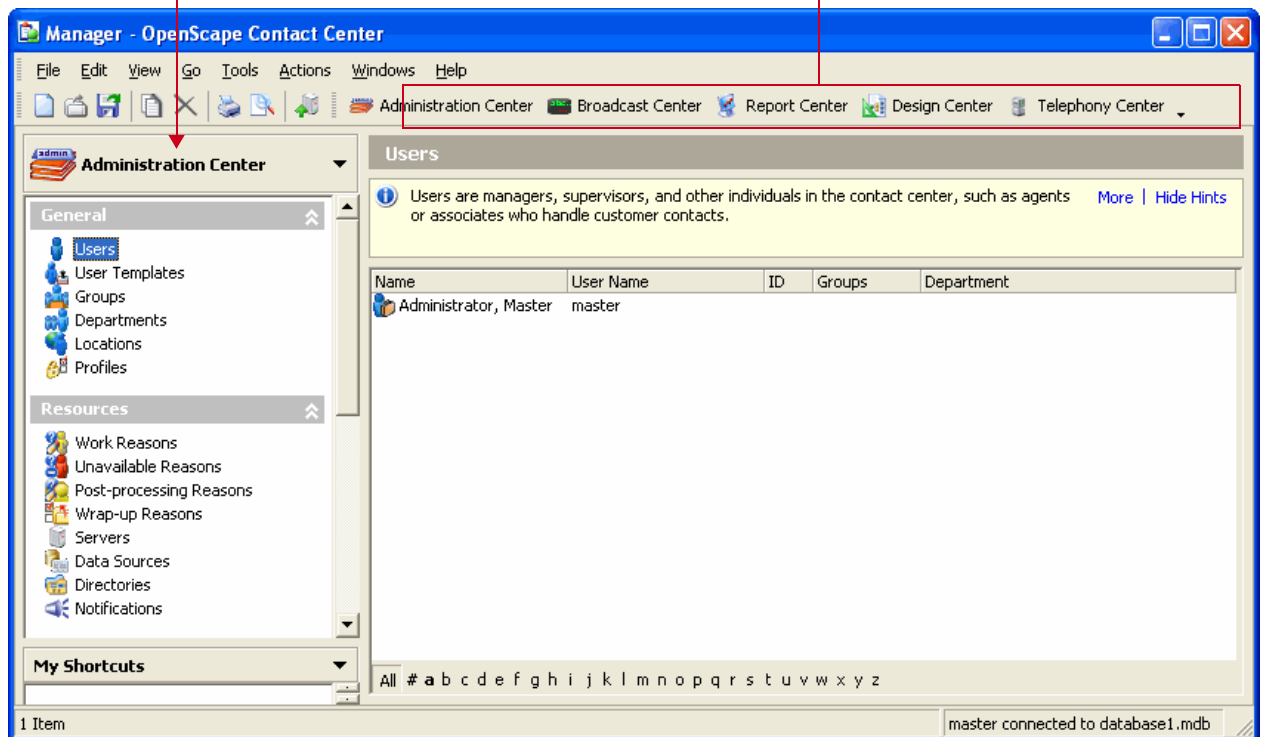 Manager - OpenScape Contact Center
File Edit View Go Tools Actions Windows Help
Administration Center Broadcast Center Report Center Design Center Telephony Center
admin
Administration Center
Users
Users are managers, supervisors, and other individuals in the contact center, such as agents
or associates who handle customer contacts.
More | Hide Hints
General
Users
User Templates
Groups
Departments
Locations
Profiles
Resources
Work Reasons
Unavailable Reasons
Post-processing Reasons
Wrap-up Reasons
Servers
Data Sources
Directories
Notifications
My Shortcuts
Name User Name ID Groups Department
Administrator, Master master
All # a b c d e f g h i j k l m n o p q r s t u v w x y z
1 Item
master connected to database1.mdb